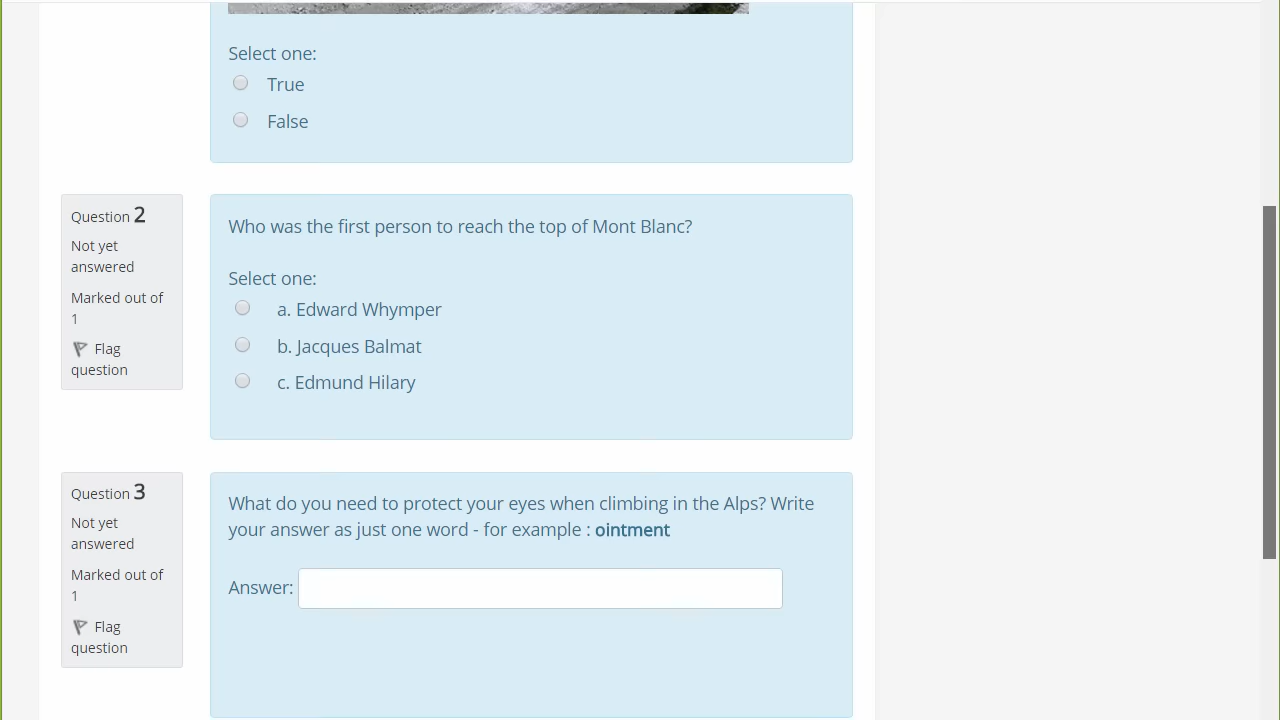 Select one:
True
False
Question 2
Not yet
answered
Marked out of
1
Flag
question
Who was the first person to reach the top of Mont Blanc?
Select one:
a. Edward Whymper
b. Jacques Balmat
c. Edmund Hilary
Question 3
Not yet
answered
Marked out of
1
Flag
question
What do you need to protect your eyes when climbing in the Alps? Write
your answer as just one word - for example : ointment
Answer: